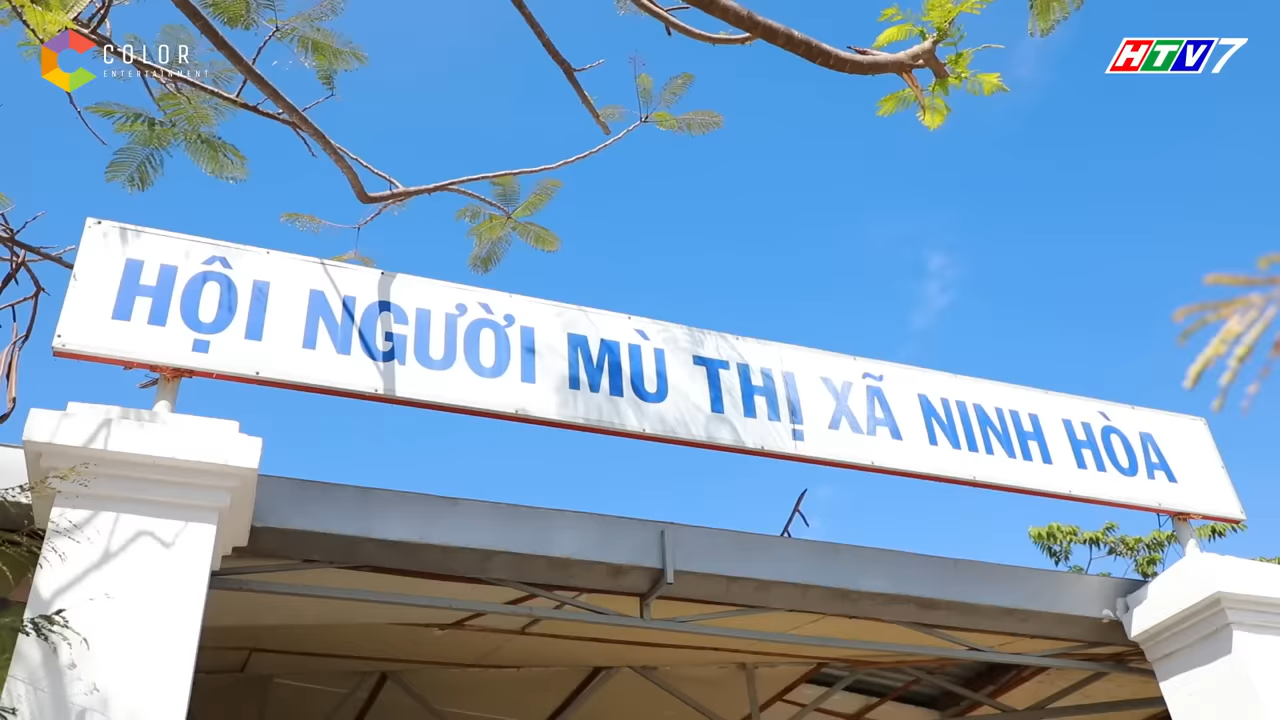 COLOR
ENTERTAINMENT
HTV7
HỘI NGƯỜI MÙ THỊ XÃ NINH HÒA